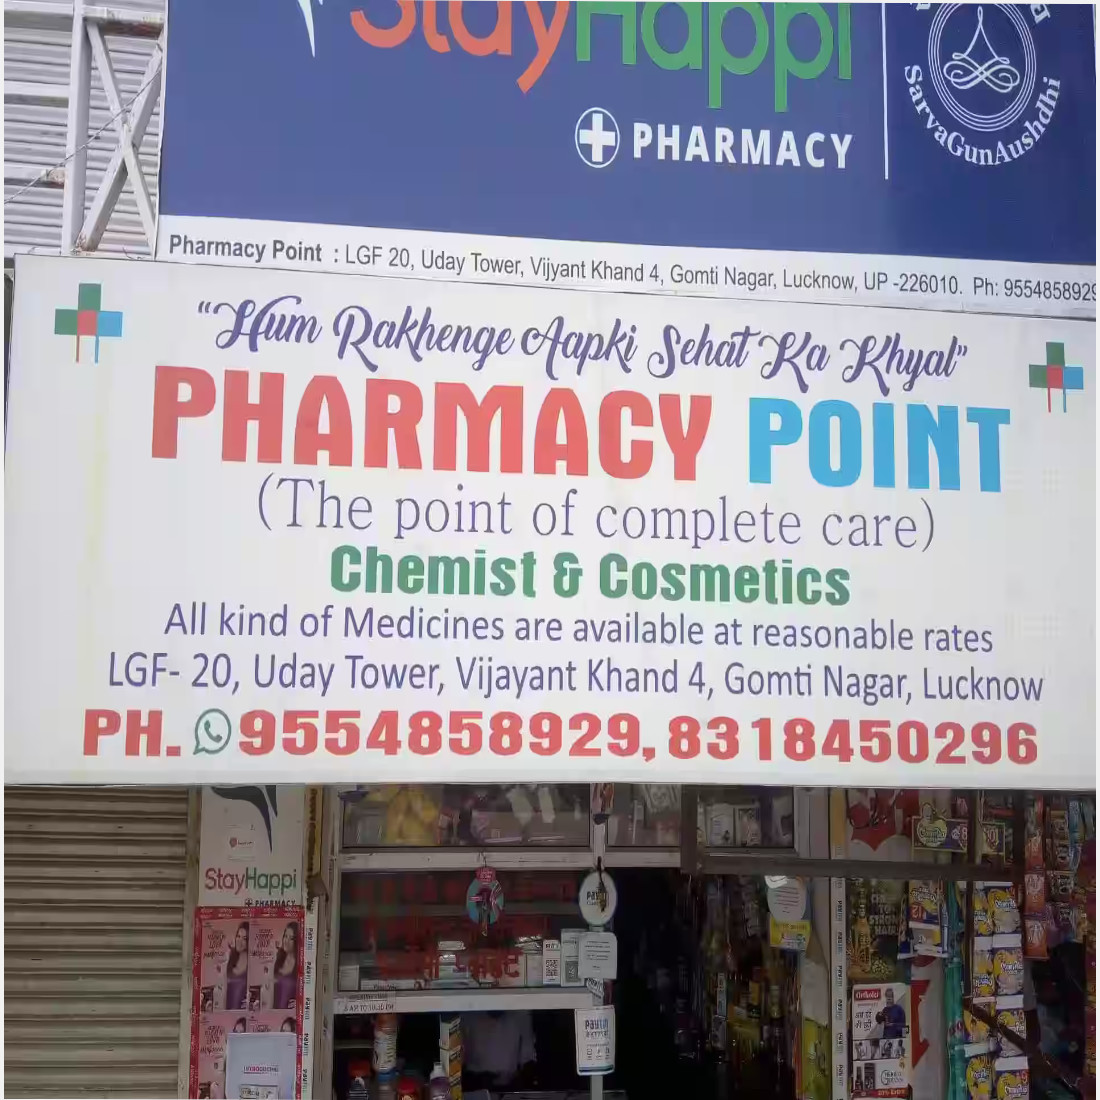 StayHappi
PHARMACY
SarvaGunAushdhi
Pharmacy Point : LGF 20, Uday Tower, Vijyant Khand 4, Gomti Nagar, Lucknow, UP -226010. Ph: 9554858929
"Hum Rakhenge Aapki Sehat Ka Khyal"
PHARMACY POINT
(The point of complete care)
Chemist & Cosmetics
All kind of Medicines are available at reasonable rates
LGF- 20, Uday Tower, Vijayant Khand 4, Gomti Nagar, Lucknow
PH. 9554858929, 8318450296
StayHappi
PHARMACY